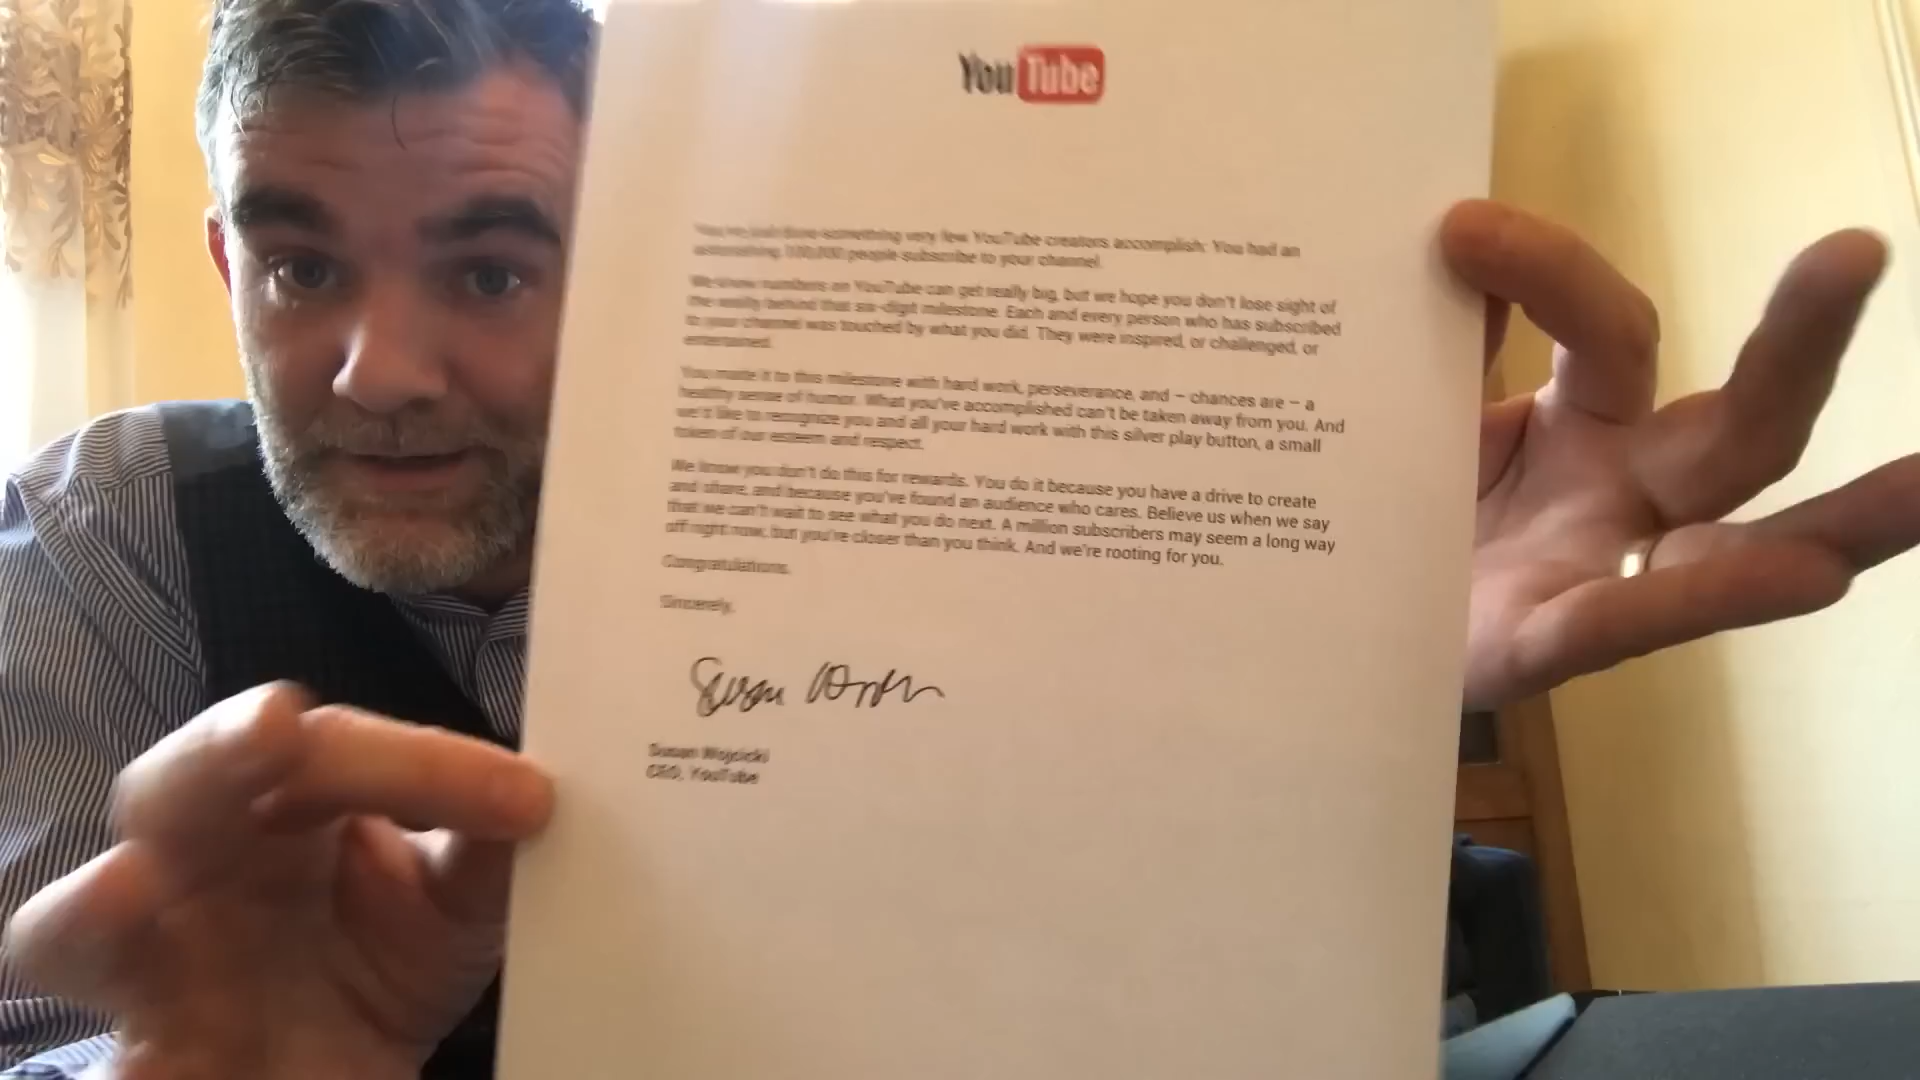 YouTube
You've just done something very few YouTube creators accomplish: You had an
astonishing 100,000 people subscribe to your channel.
We know numbers on YouTube can get really big, but we hope you don't lose sight of
the reality behind that six-digit milestone. Each and every person who has subscribed
to your channel was touched by what you did. They were inspired, or challenged, or
entertained.
You made it to this milestone with hard work, perseverance, and – chances are – a
healthy sense of humor. What you've accomplished can't be taken away from you. And
we'd like to recognize you and all your hard work with this silver play button, a small
token of our esteem and respect.
We know you don't do this for rewards. You do it because you have a drive to create
and share, and because you've found an audience who cares. Believe us when we say
that we can't wait to see what you do next. A million subscribers may seem a long way
off right now, but you're closer than you think. And we're rooting for you.
Congratulations.
Sincerely,
Susan
Susan Wojcicki
CEO, YouTube